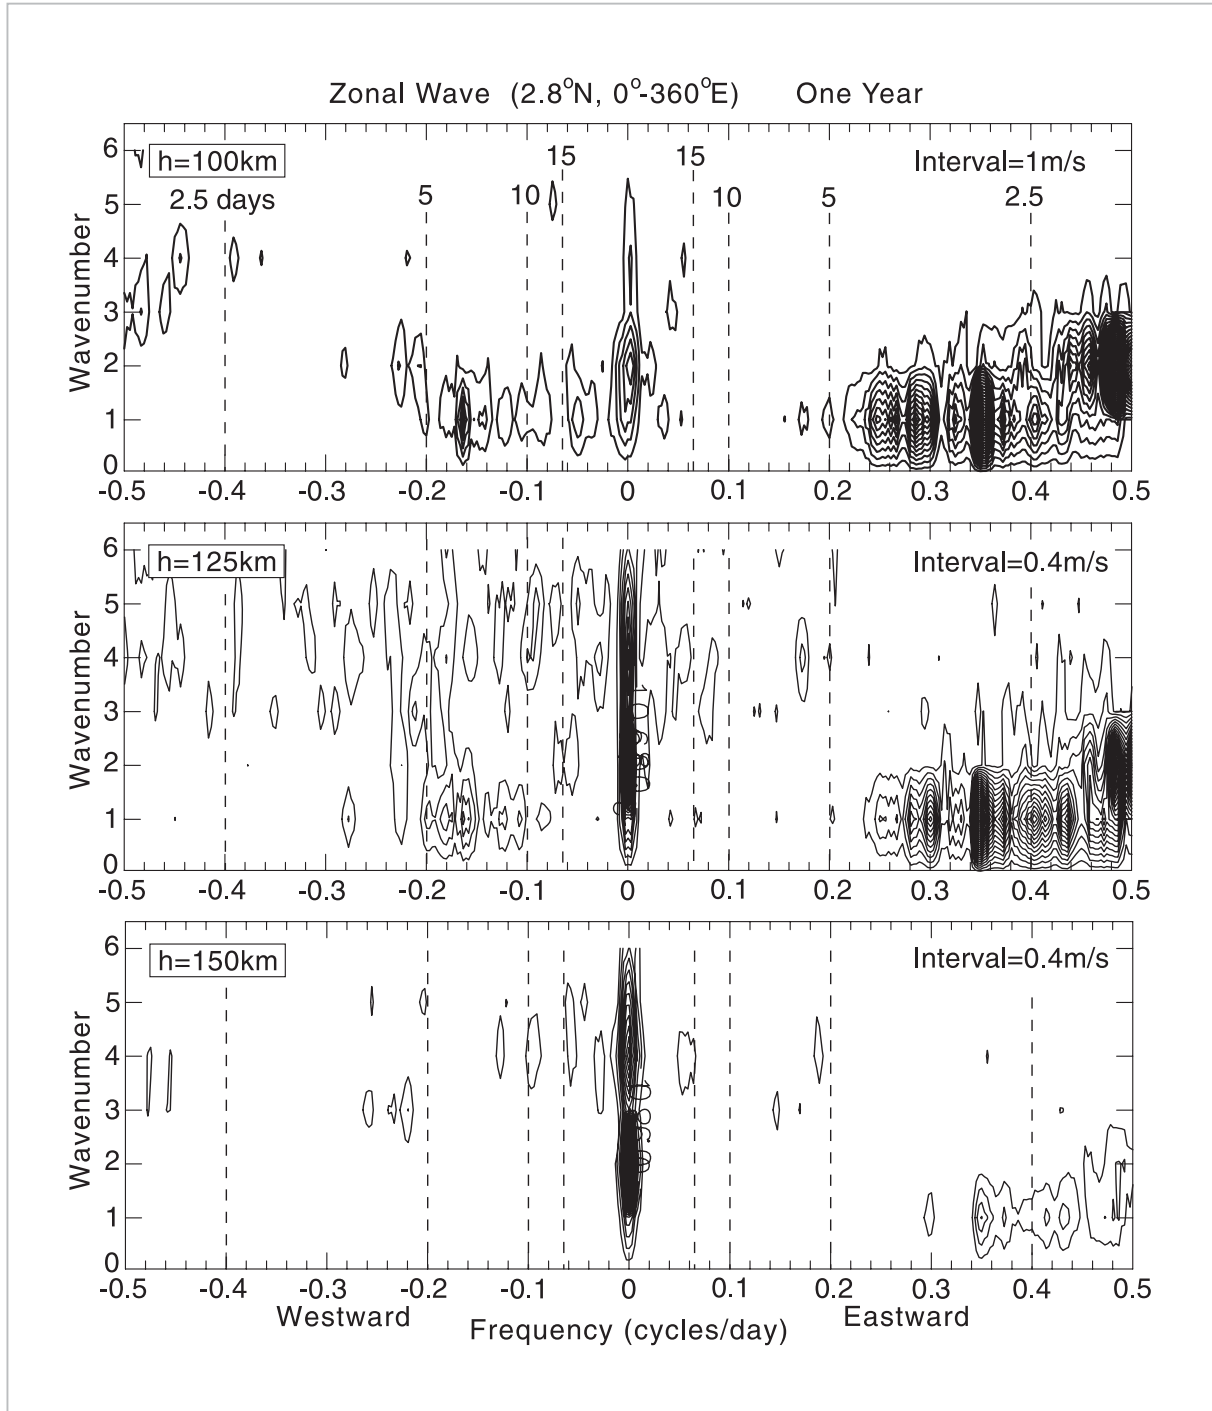 Zonal Wave (2.8°N, 0°-360°E) One Year
h=100km
Interval=1m/s
15 15
2.5 days 5 10 10 5 2.5
Wavenumber
6
5
4
3
2
1
0
-0.5 -0.4 -0.3 -0.2 -0.1 0 0.1 0.2 0.3 0.4 0.5
h=125km
Interval=0.4m/s
Wavenumber
6
5
4
3
2
1
0
-0.5 -0.4 -0.3 -0.2 -0.1 0 0.1 0.2 0.3 0.4 0.5
h=150km
Interval=0.4m/s
Wavenumber
6
5
4
3
2
1
0
-0.5 -0.4 -0.3 -0.2 -0.1 0 0.1 0.2 0.3 0.4 0.5
Westward Eastward
Frequency (cycles/day)